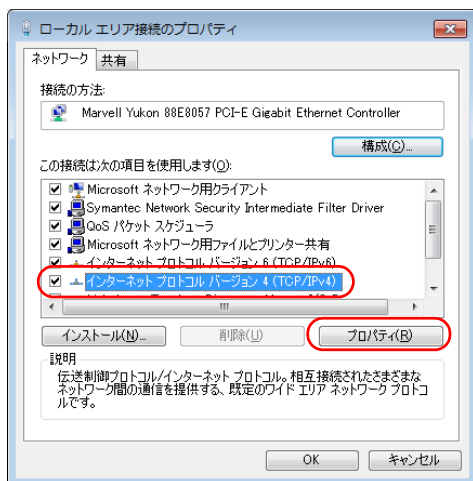 ローカル エリア接続のプロパティ
ネットワーク 共有
接続の方法:
Marvell Yukon 88E8057 PCI-E Gigabit Ethernet Controller
構成(C)...
この接続は次の項目を使用します(O):
Microsoft ネットワーク用クライアント
Symantec Network Security Intermediate Filter Driver
QoS パケット スケジューラ
Microsoft ネットワーク用ファイルとプリンター共有
インターネット プロトコル バージョン 6 (TCP/IPv6)
インターネット プロトコル バージョン 4 (TCP/IPv4)
インストール(N)... 削除(U) プロパティ(R)
説明
伝送制御プロトコル/インターネット プロトコル。相互接続されたさまざまな
ネットワーク間の通信を提供する、既定のワイド エリア ネットワーク プロトコ
ルです。
OK キャンセル